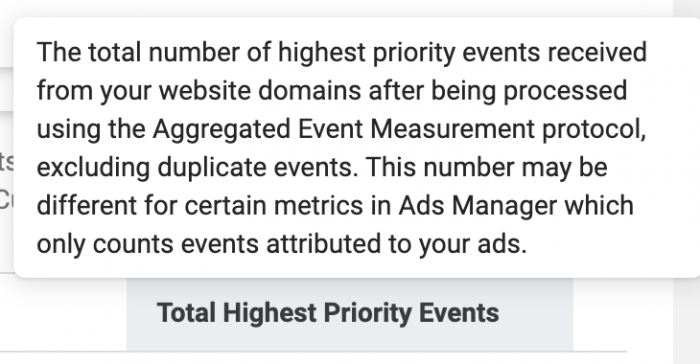 The total number of highest priority events received
from your website domains after being processed
using the Aggregated Event Measurement protocol,
excluding duplicate events. This number may be
different for certain metrics in Ads Manager which
only counts events attributed to your ads.
Total Highest Priority Events